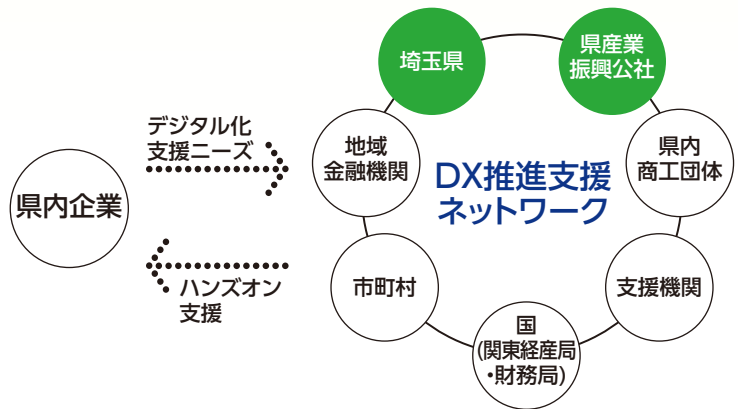 埼玉県
県産業
振興公社
デジタル化
支援ニーズ
地域
金融機関
県内
商工団体
DX推進支援
ネットワーク
県内企業
ハンズオン
支援
市町村
支援機関
国
(関東経産局
・財務局)